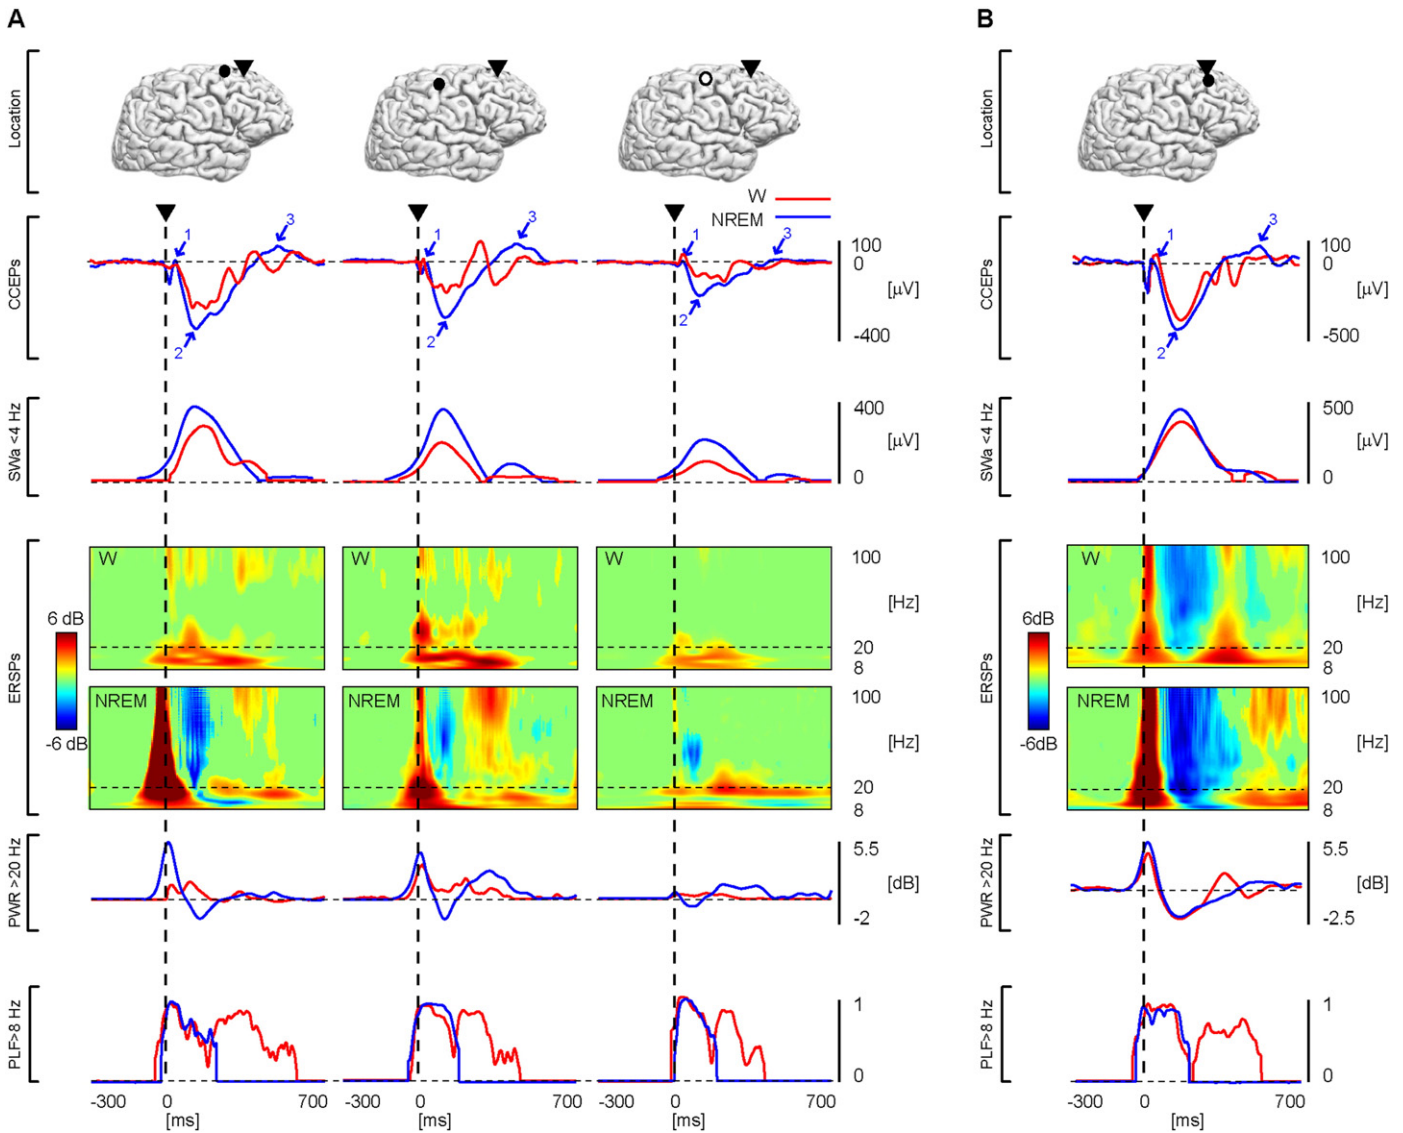 A
B
Location
Location
W
NREM
CCEPs
1
2
3
1
2
3
1
2
3
100
0
[µV]
-400
CCEPs
1
2
3
100
0
[µV]
-500
SWa <4 Hz
400
[µV]
0
SWa <4 Hz
500
[µV]
0
ERSPs
6 dB
-6 dB
W
W
W
100
[Hz]
20
8
NREM
NREM
NREM
100
[Hz]
20
8
ERSPs
6dB
-6dB
W
100
[Hz]
20
8
NREM
100
[Hz]
20
8
PWR >20 Hz
5.5
[dB]
-2
PWR >20 Hz
5.5
[dB]
-2.5
PLF>8 Hz
1
0
PLF>8 Hz
1
0
-300 0 700
[ms]
-300 0 700
[ms]
-300 0 700
[ms]
-300 0 700
[ms]